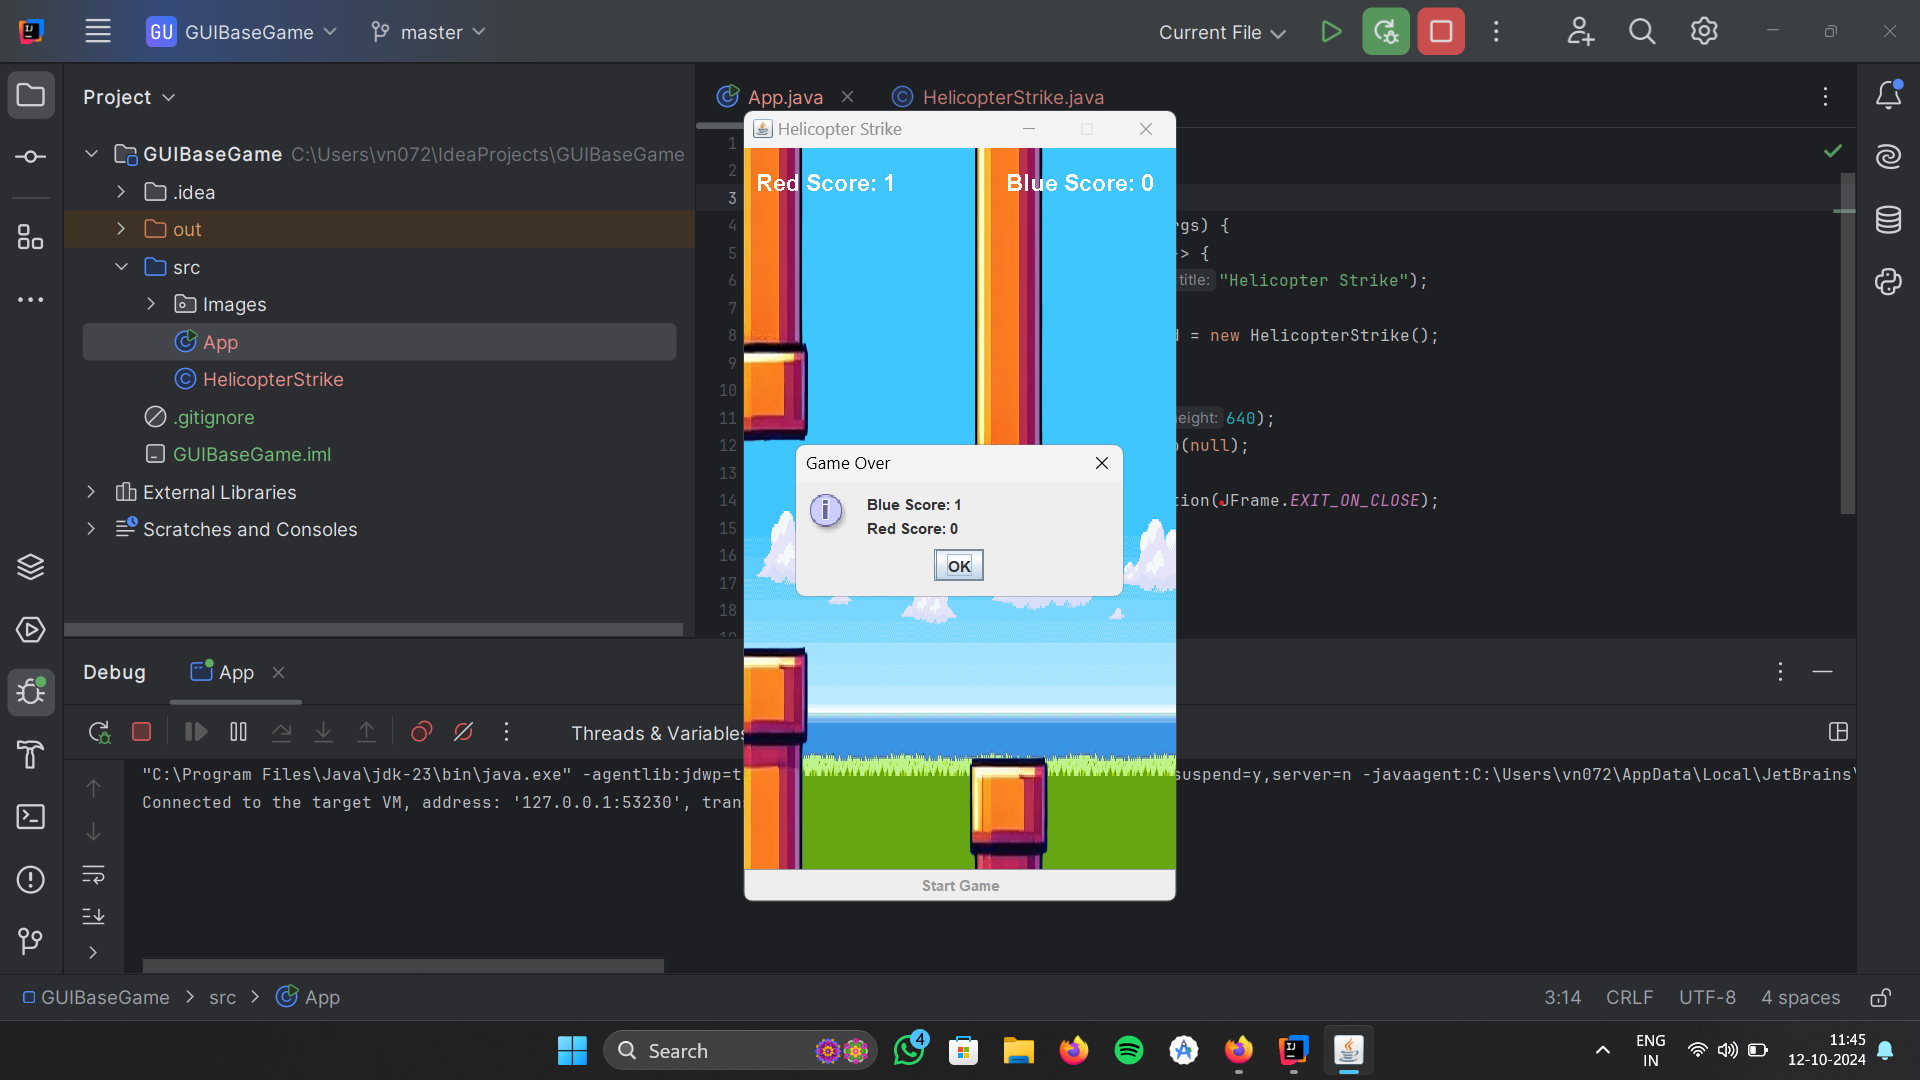 GU GUIBaseGame master Current File
Project
App.java HelicopterStrike.java
GUIBaseGame C:\Users\vn072\IdeaProjects\GUIBaseGame
.idea
out
src
Images
App
HelicopterStrike
.gitignore
GUIBaseGame.iml
External Libraries
Scratches and Consoles
1
2
3
4 gs) {
5 > {
6 title: "Helicopter Strike");
7
8 = new HelicopterStrike();
9
10
11 eight: 640);
12 (null);
13
14 tion(JFrame.EXIT_ON_CLOSE);
15
16
17
18
Helicopter Strike
Red Score: 1 Blue Score: 0
Game Over
Blue Score: 1
Red Score: 0
OK
Start Game
Debug App
Threads & Variables
"C:\Program Files\Java\jdk-23\bin\java.exe" -agentlib:jdwp=t suspend=y,server=n -javaagent:C:\Users\vn072\AppData\Local\JetBrains\
Connected to the target VM, address: '127.0.0.1:53230', tran
GUIBaseGame > src > App 3:14 CRLF UTF-8 4 spaces
Search 4 ENG
IN 11:45
12-10-2024